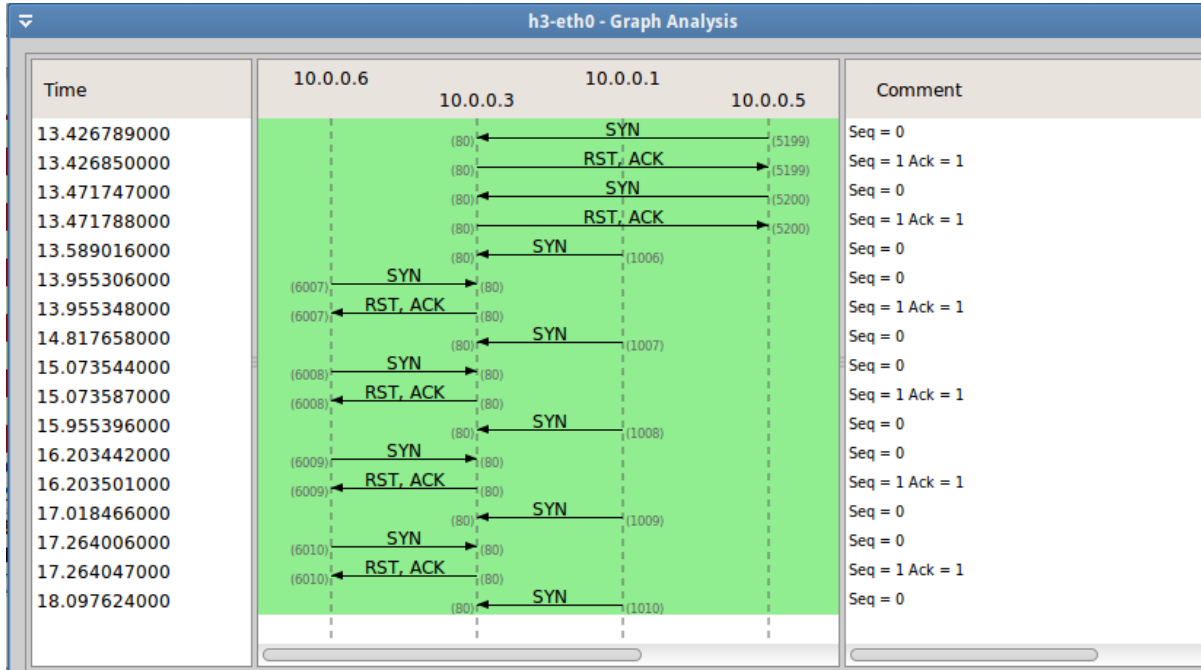 h3-eth0 - Graph Analysis
Time 10.0.0.6 10.0.0.3 10.0.0.1 10.0.0.5 Comment
13.426789000 (80) SYN (5199) Seq = 0
13.426850000 (80) RST, ACK (5199) Seq = 1 Ack = 1
13.471747000 (80) SYN (5200) Seq = 0
13.471788000 (80) RST, ACK (5200) Seq = 1 Ack = 1
13.589016000 (80) SYN (1006) Seq = 0
13.955306000 (6007) SYN (80) Seq = 0
13.955348000 (6007) RST, ACK (80) Seq = 1 Ack = 1
14.817658000 (80) SYN (1007) Seq = 0
15.073544000 (6008) SYN (80) Seq = 0
15.073587000 (6008) RST, ACK (80) Seq = 1 Ack = 1
15.955396000 (80) SYN (1008) Seq = 0
16.203442000 (6009) SYN (80) Seq = 0
16.203501000 (6009) RST, ACK (80) Seq = 1 Ack = 1
17.018466000 (80) SYN (1009) Seq = 0
17.264006000 (6010) SYN (80) Seq = 0
17.264047000 (6010) RST, ACK (80) Seq = 1 Ack = 1
18.097624000 (80) SYN (1010) Seq = 0